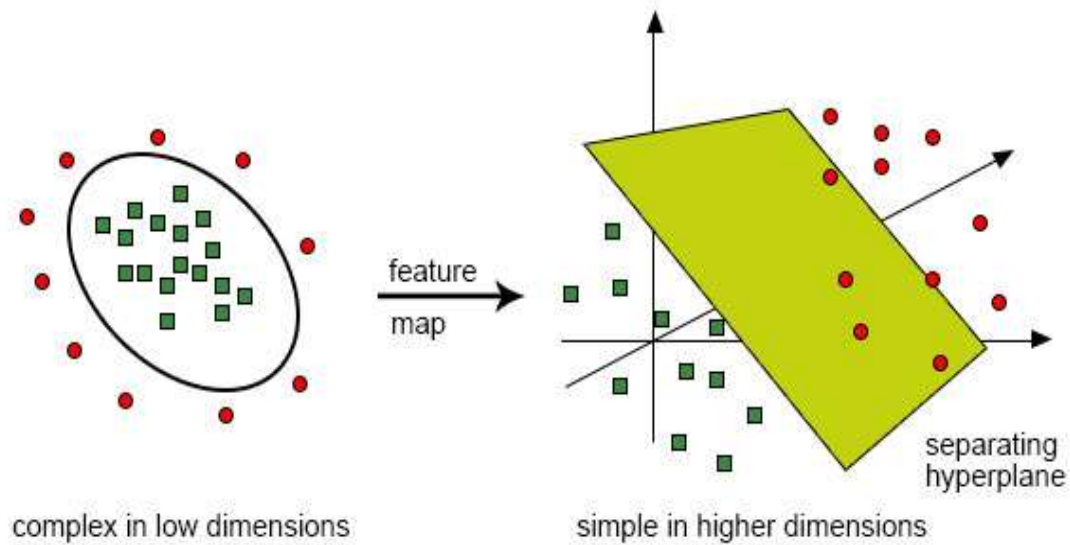 feature
map
separating
hyperplane
complex in low dimensions
simple in higher dimensions